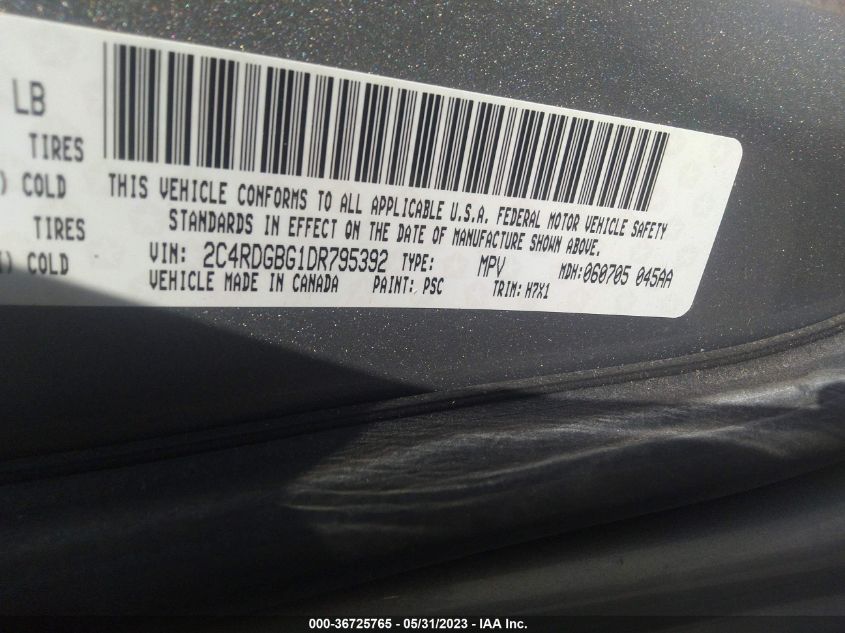 LB
TIRES
) COLD
TIRES
) COLD
THIS VEHICLE CONFORMS TO ALL APPLICABLE U.S.A. FEDERAL MOTOR VEHICLE SAFETY
STANDARDS IN EFFECT ON THE DATE OF MANUFACTURE SHOWN ABOVE.
VIN: 2C4RDGBG1DR795392 TYPE: MPV MDH: 060705 045AA
VEHICLE MADE IN CANADA PAINT: PSC TRIM: H7X1
000-36725765 - 05/31/2023 - IAA Inc.